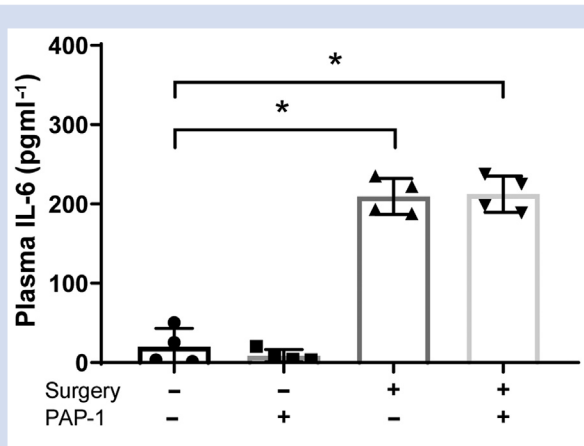 400
*
300
*
200
100
0
Plasma IL-6 (pgml⁻¹)
Surgery − − + +
PAP-1 − + − +